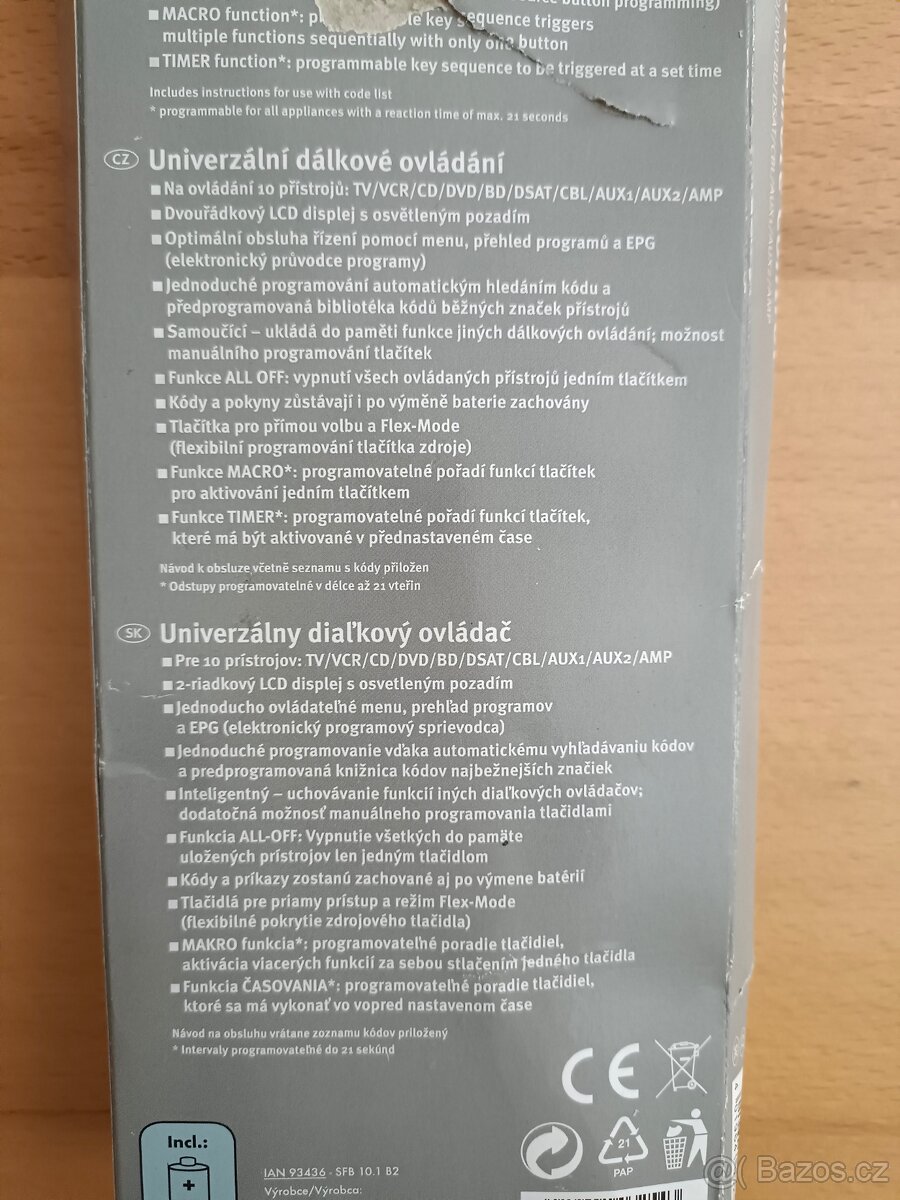 button programming)
■ MACRO function*: key sequence triggers
multiple functions sequentially with only one button
■ TIMER function*: programmable key sequence to be triggered at a set time
Includes instructions for use with code list
* programmable for all appliances with a reaction time of max. 21 seconds
CZ Univerzální dálkové ovládání
■ Na ovládání 10 přístrojů: TV/VCR/CD/DVD/BD/DSAT/CBL/AUX1/AUX2/AMP
■ Dvouřádkový LCD displej s osvětleným pozadím
■ Optimální obsluha řízení pomocí menu, přehled programů a EPG
(elektronický průvodce programy)
■ Jednoduché programování automatickým hledáním kódu a
předprogramovaná bibliotéka kódů běžných značek přístrojů
■ Samoučící – ukládá do paměti funkce jiných dálkových ovládání; možnost
manuálního programování tlačítek
■ Funkce ALL OFF: vypnutí všech ovládaných přístrojů jedním tlačítkem
■ Kódy a pokyny zůstávají i po výměně baterie zachovány
■ Tlačítka pro přímou volbu a Flex-Mode
(flexibilní programování tlačítka zdroje)
■ Funkce MACRO*: programovatelné pořadí funkcí tlačítek
pro aktivování jedním tlačítkem
■ Funkce TIMER*: programovatelné pořadí funkcí tlačítek,
které má být aktivované v přednastaveném čase
Návod k obsluze včetně seznamu s kódy přiložen
* Odstupy programovatelné v délce až 21 vteřin
SK Univerzálny diaľkový ovládač
■ Pre 10 prístrojov: TV/VCR/CD/DVD/BD/DSAT/CBL/AUX1/AUX2/AMP
■ 2-riadkový LCD displej s osvetleným pozadím
■ Jednoducho ovládateľné menu, prehľad programov
a EPG (elektronický programový sprievodca)
■ Jednoduché programovanie vďaka automatickému vyhľadávaniu kódov
a predprogramovaná knižnica kódov najbežnejších značiek
■ Inteligentný – uchovávanie funkcií iných diaľkových ovládačov;
dodatočná možnosť manuálneho programovania tlačidlami
■ Funkcia ALL-OFF: Vypnutie všetkých do pamäte
uložených prístrojov len jedným tlačidlom
■ Kódy a príkazy zostanú zachované aj po výmene batérií
■ Tlačidlá pre priamy prístup a režim Flex-Mode
(flexibilné pokrytie zdrojového tlačidla)
■ MAKRO funkcia*: programovateľné poradie tlačidiel,
aktivácia viacerých funkcií za sebou stlačením jedného tlačidla
■ Funkcia ČASOVANIA*: programovateľné poradie tlačidiel,
ktoré sa má vykonať vo vopred nastavenom čase
Návod na obsluhu vrátane zoznamu kódov priložený
* Intervaly programovateľné do 21 sekúnd
CE
Incl.:
+
21
PAP
IAN 93436 - SFB 10.1 B2
Výrobce/Výrobca:
@( Bazos.cz